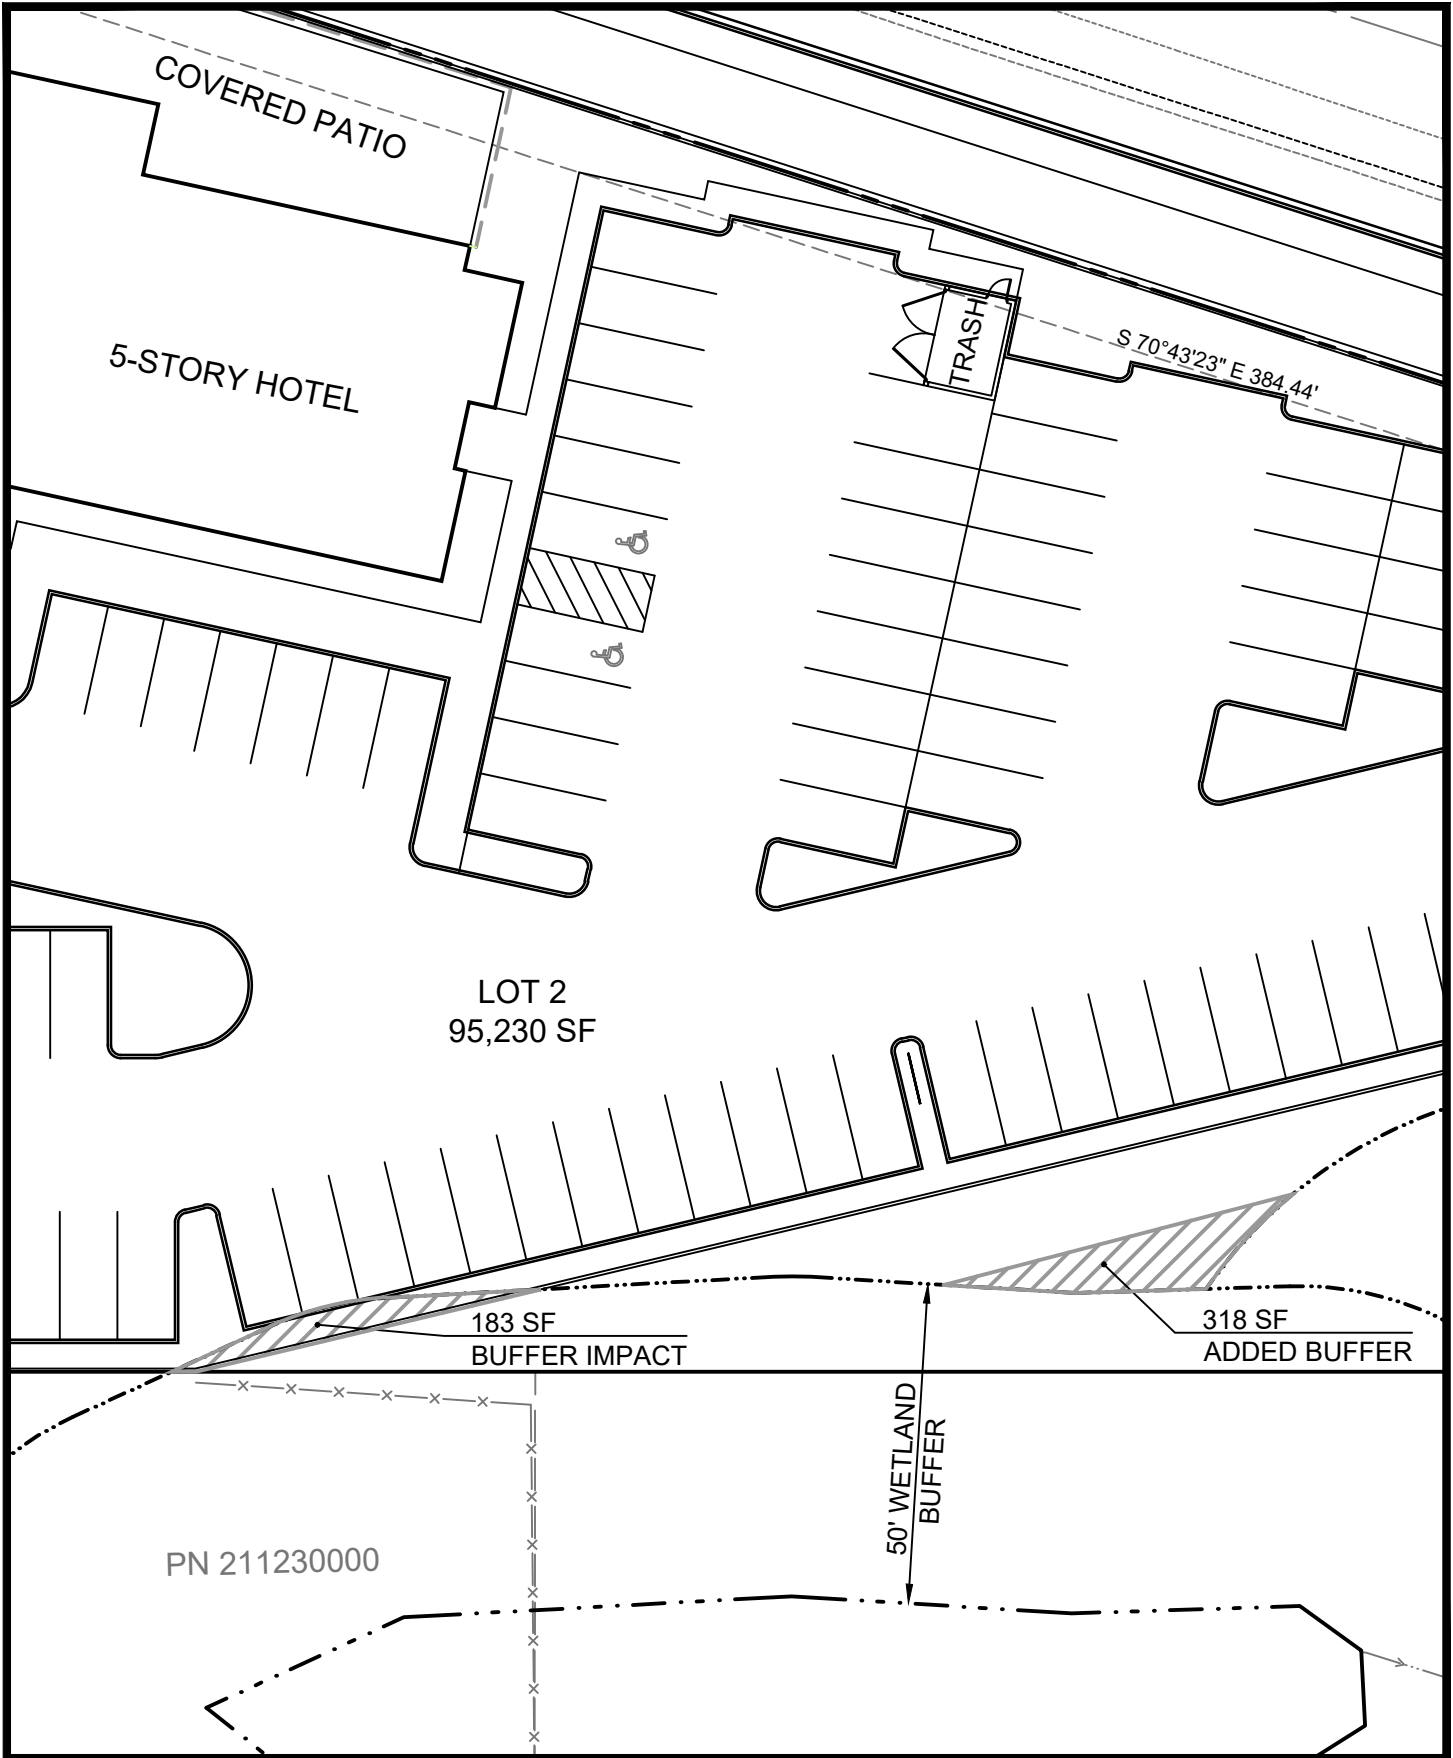 COVERED PATIO
5-STORY HOTEL
TRASH
S 70°43'23" E 384.44'
LOT 2
95,230 SF
183 SF
BUFFER IMPACT
318 SF
ADDED BUFFER
50' WETLAND
BUFFER
PN 211230000